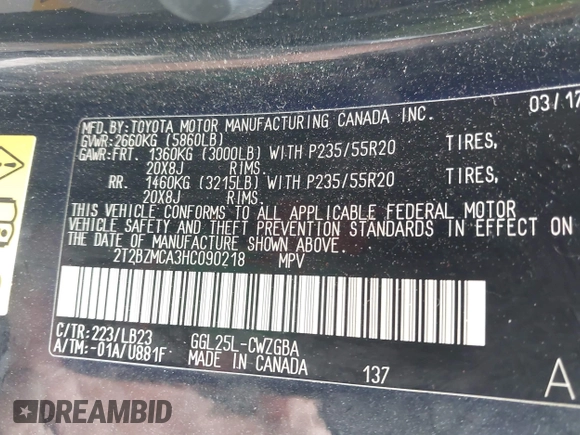 MFD. BY: TOYOTA MOTOR MANUFACTURING CANADA INC. 03/17
GVWR: 2660KG (5860LB)
GAWR: FRT. 1360KG (3000LB) WITH P235/55R20 TIRES,
20X8J RIMS.
RR. 1460KG (3215LB) WITH P235/55R20 TIRES,
20X8J RIMS.
THIS VEHICLE CONFORMS TO ALL APPLICABLE FEDERAL MOTOR
VEHICLE SAFETY AND THEFT PREVENTION STANDARDS IN EFFECT ON
THE DATE OF MANUFACTURE SHOWN ABOVE.
2T2BZMCA3HC090218 MPV
C/TR: 223/LB23 GGL25L-CWZGBA
A/TM: -01A/U881F MADE IN CANADA 137 A
DREAMBID